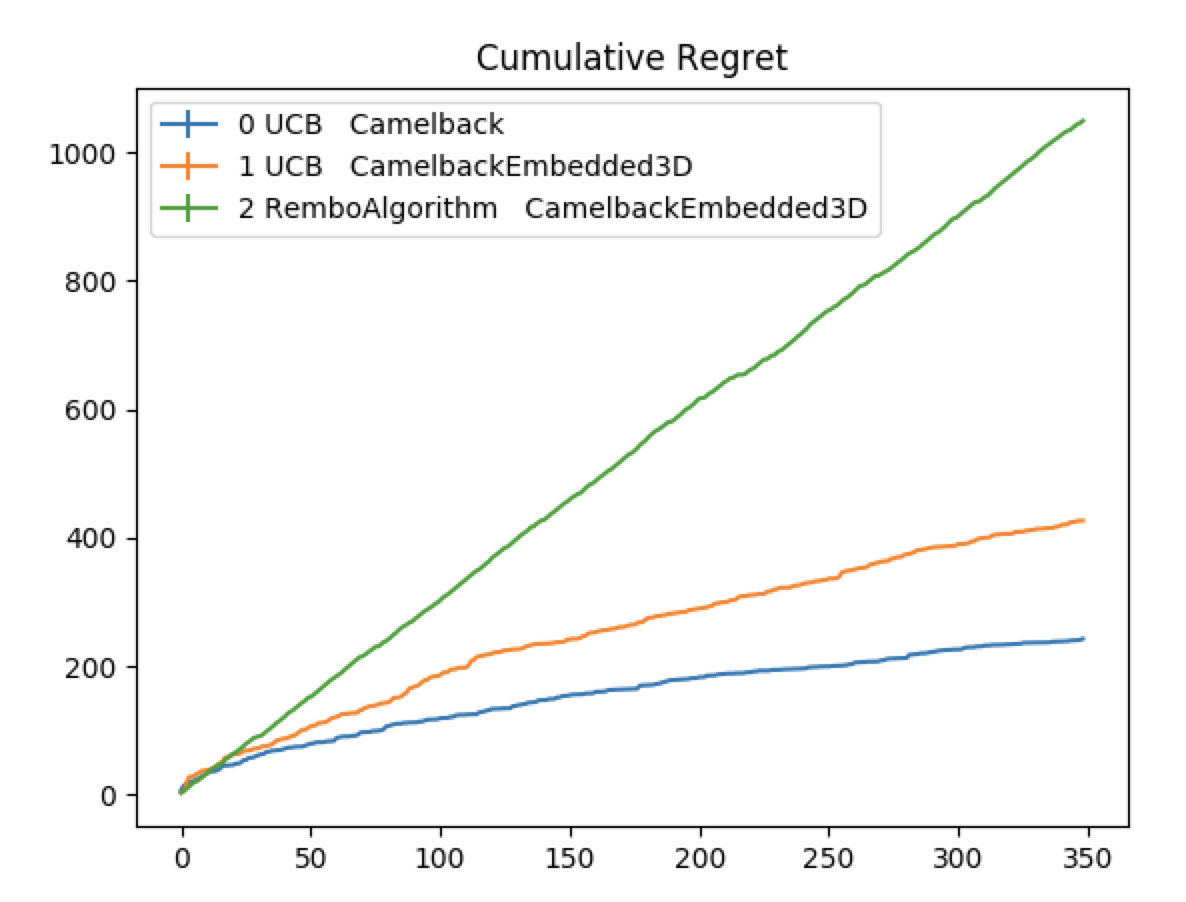 Cumulative Regret
0 UCB   Camelback
1 UCB   CamelbackEmbedded3D
2 RemboAlgorithm   CamelbackEmbedded3D
1000
800
600
400
200
0
0 50 100 150 200 250 300 350